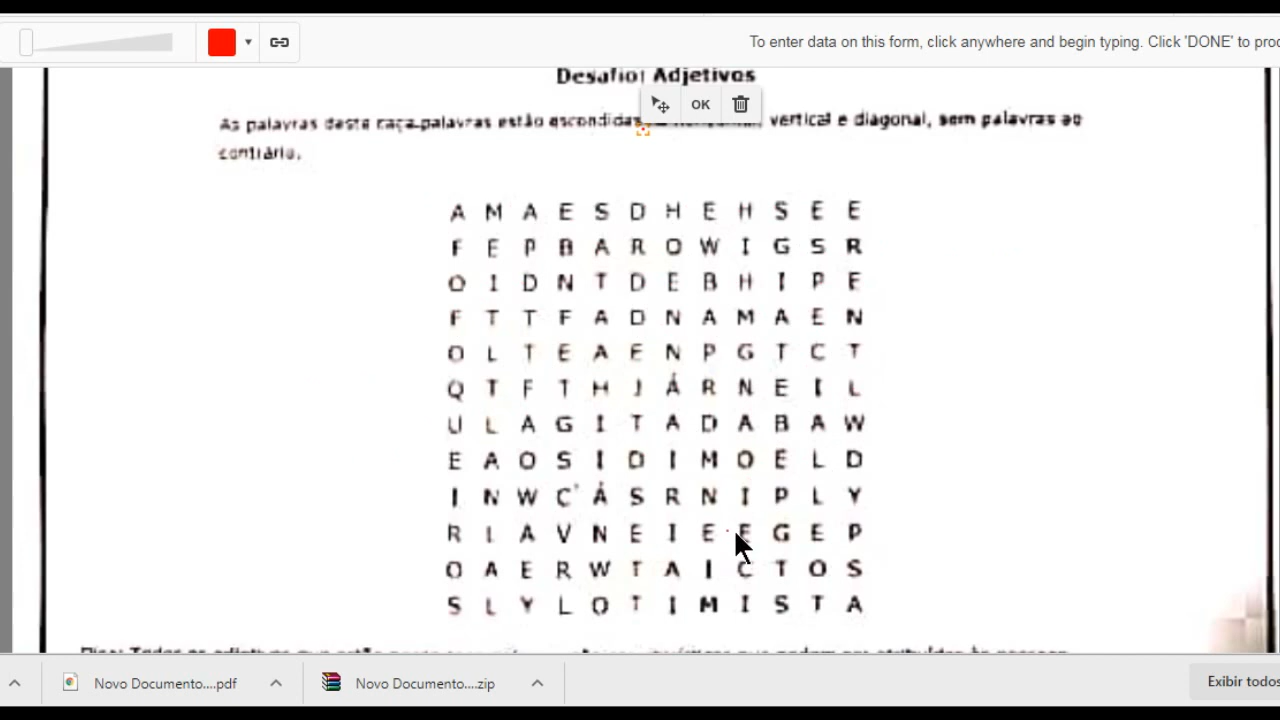 To enter data on this form, click anywhere and begin typing. Click 'DONE' to
Desafio: Adjetivos
OK
As palavras deste caça-palavras estão escondidas vertical e diagonal, sem palavras ao
contrário.
A M A E S D H E H S E E
F E P B A R O W I G S R
O I D N T D E B H I P E
F T T F A D N A M A E N
O L T E A E N P G T C T
Q T F T H J Á R N E I L
U L A G I T A D A B A W
E A O S I D I M O E L D
I N W C Á S R N I P L Y
R L A V N E I E E G E P
O A E R W T A I C T O S
S L Y L O T I M I S T A
Novo Documento....pdf
Novo Documento....zip
Exibir todos